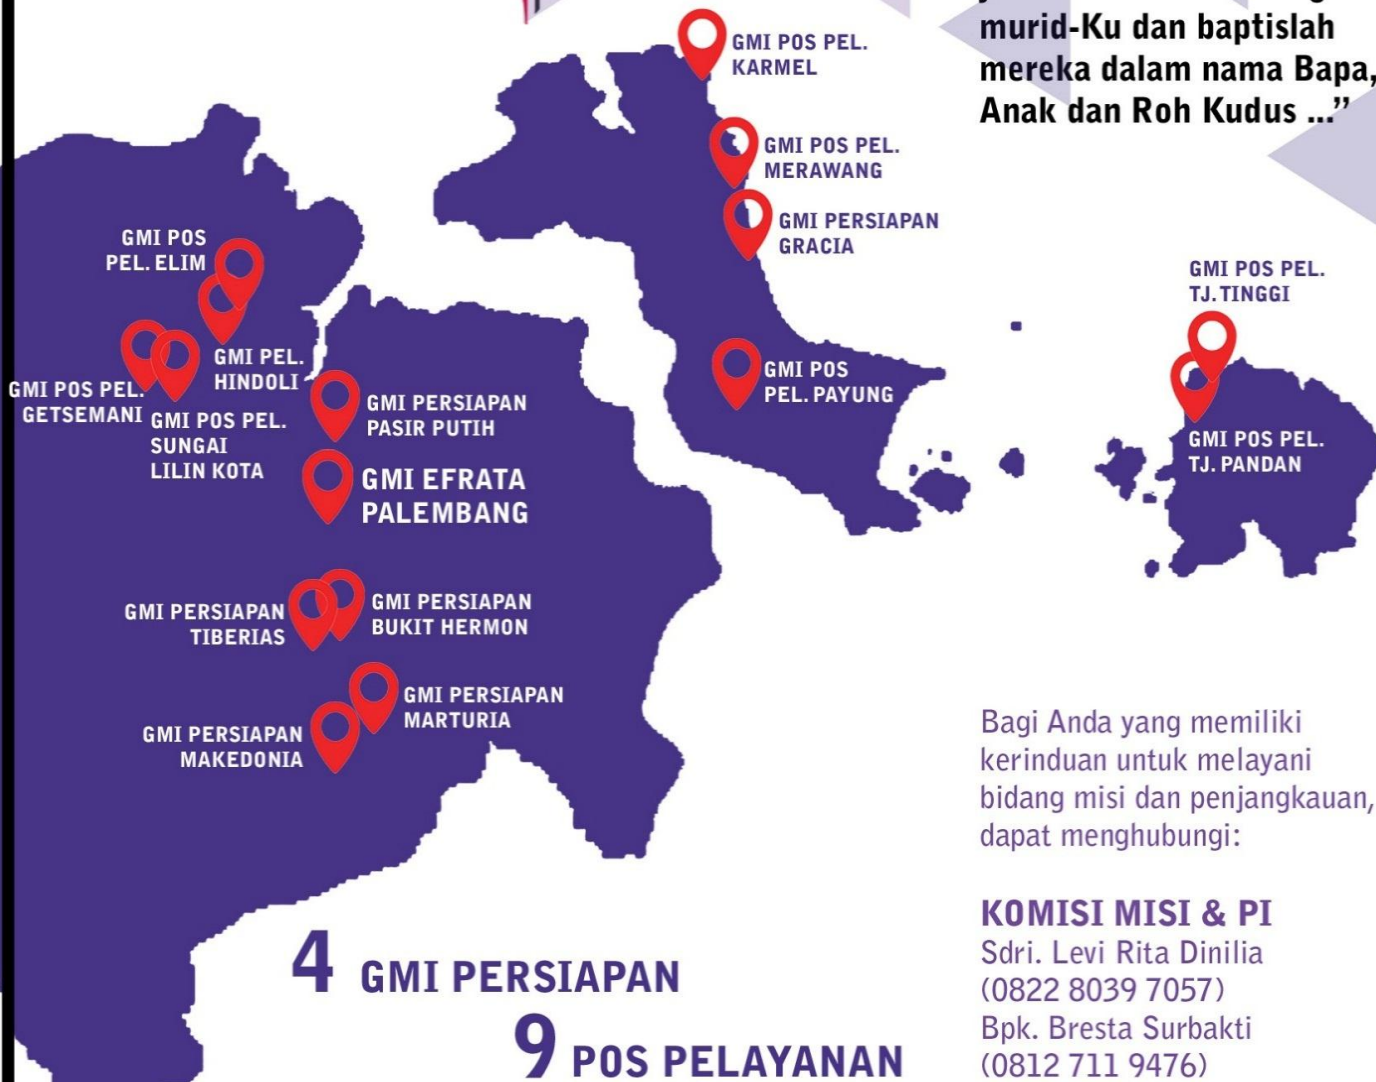 murid-Ku dan baptislah
mereka dalam nama Bapa,
Anak dan Roh Kudus ...”
GMI POS PEL.
KARMEL
GMI POS PEL.
MERAWANG
GMI PERSIAPAN
GRACIA
GMI POS
PEL. ELIM
GMI POS PEL.
TJ. TINGGI
GMI PEL.
HINDOLI
GMI POS PEL.
GETSEMANI
GMI POS PEL.
SUNGAI
LILIN KOTA
GMI PERSIAPAN
PASIR PUTIH
GMI POS
PEL. PAYUNG
GMI POS PEL.
TJ. PANDAN
GMI EFRATA
PALEMBANG
GMI PERSIAPAN
TIBERIAS
GMI PERSIAPAN
BUKIT HERMON
GMI PERSIAPAN
MARTURIA
GMI PERSIAPAN
MAKEDONIA
Bagi Anda yang memiliki
kerinduan untuk melayani
bidang misi dan penjangkauan,
dapat menghubungi:
KOMISI MISI & PI
Sdri. Levi Rita Dinilia
(0822 8039 7057)
Bpk. Bresta Surbakti
(0812 711 9476)
4 GMI PERSIAPAN
9 POS PELAYANAN